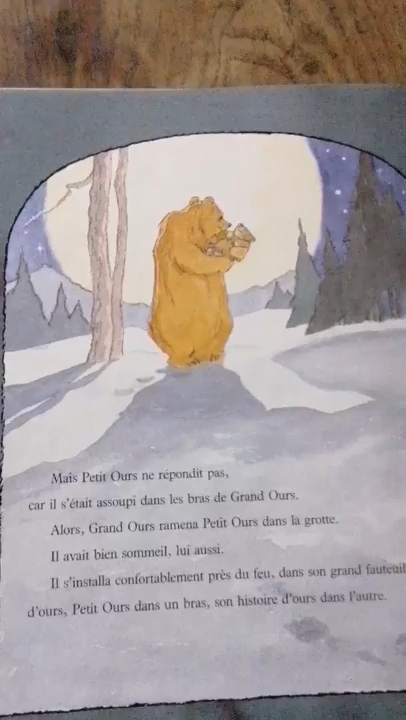 Mais Petit Ours ne répondit pas,
car il s'était assoupi dans les bras de Grand Ours.
Alors, Grand Ours ramena Petit Ours dans la grotte.
Il avait bien sommeil, lui aussi.
Il s'installa confortablement près du feu, dans son grand fauteuil
d'ours, Petit Ours dans un bras, son histoire d'ours dans l'autre.